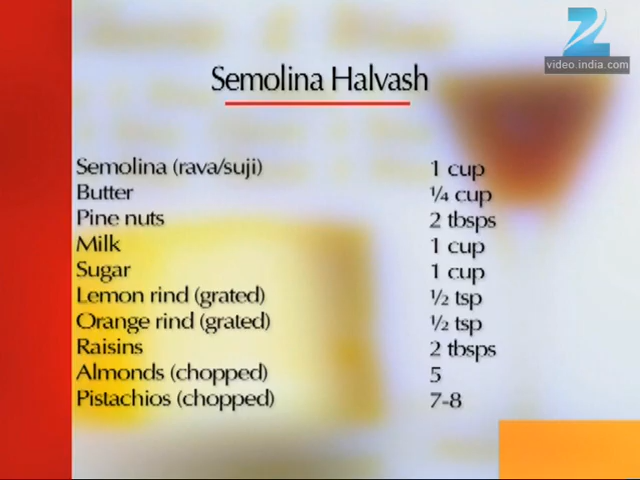 Z
video.india.com
Semolina Halvash
Semolina (rava/suji) 1 cup
Butter ¼ cup
Pine nuts 2 tbsps
Milk 1 cup
Sugar 1 cup
Lemon rind (grated) ½ tsp
Orange rind (grated) ½ tsp
Raisins 2 tbsps
Almonds (chopped) 5
Pistachios (chopped) 7-8